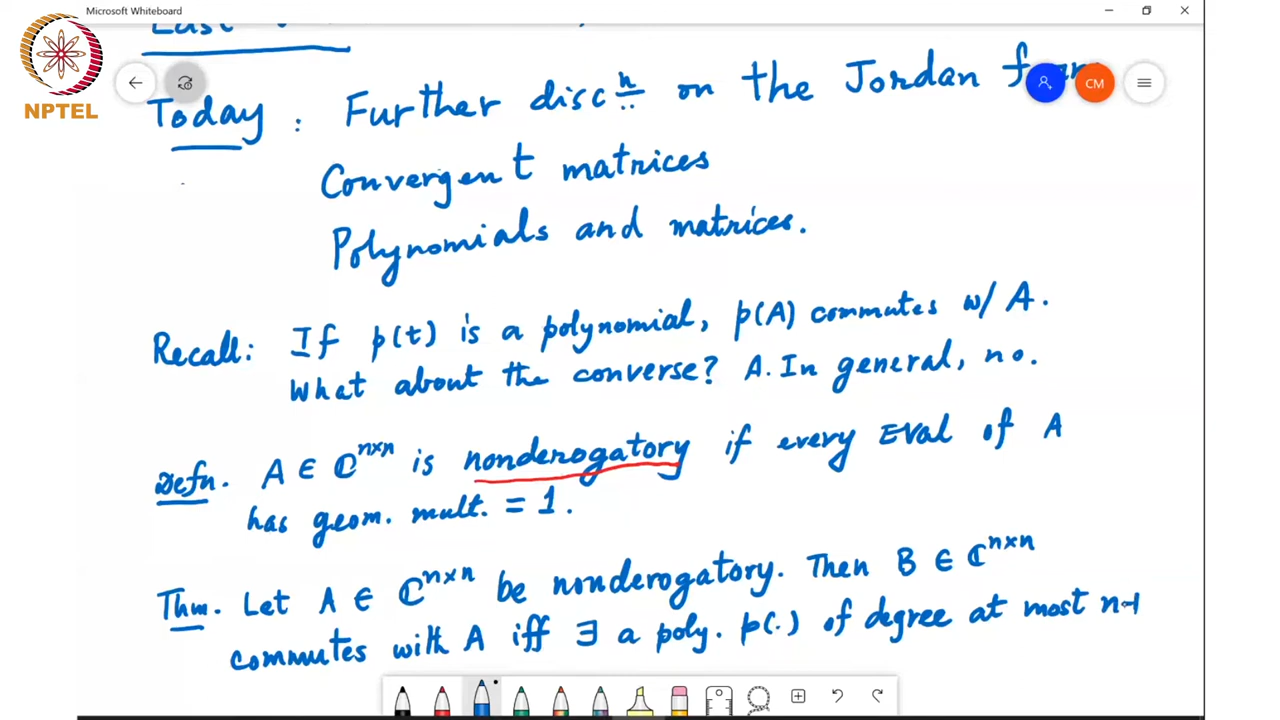 Microsoft Whiteboard
Last
NPTEL
CM
Today : Further discn on the Jordan form
Convergent matrices
Polynomials and matrices.
Recall: If p(t) is a polynomial, p(A) commutes w/ A.
What about the converse? A. In general, no.
Defn. A ∈ ℂⁿˣⁿ is nonderogatory if every Eval of A
has geom. mult. = 1.
Thm. Let A ∈ ℂⁿˣⁿ be nonderogatory. Then B ∈ ℂⁿˣⁿ
commutes with A iff ∃ a poly. p(.) of degree at most n-1